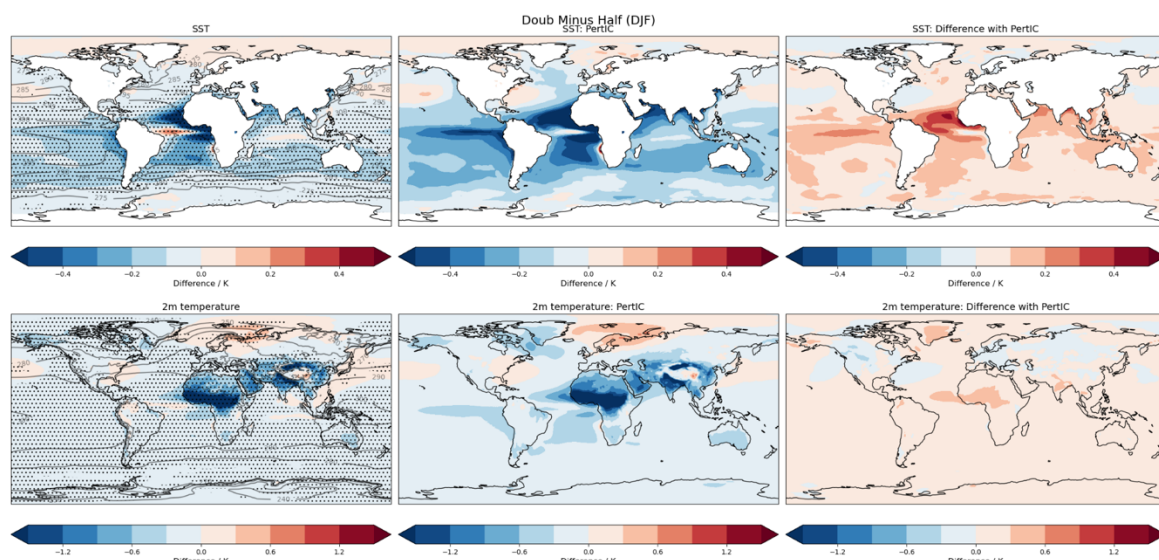 Doub Minus Half (DJF)
SST
SST: PertIC
SST: Difference with PertIC
−0.4 −0.2 0.0 0.2 0.4
Difference / K
−0.4 −0.2 0.0 0.2 0.4
Difference / K
−0.4 −0.2 0.0 0.2 0.4
Difference / K
2m temperature
2m temperature: PertIC
2m temperature: Difference with PertIC
−1.2 −0.6 0.0 0.6 1.2
Difference / K
−1.2 −0.6 0.0 0.6 1.2
Difference / K
−1.2 −0.6 0.0 0.6 1.2
Difference / K